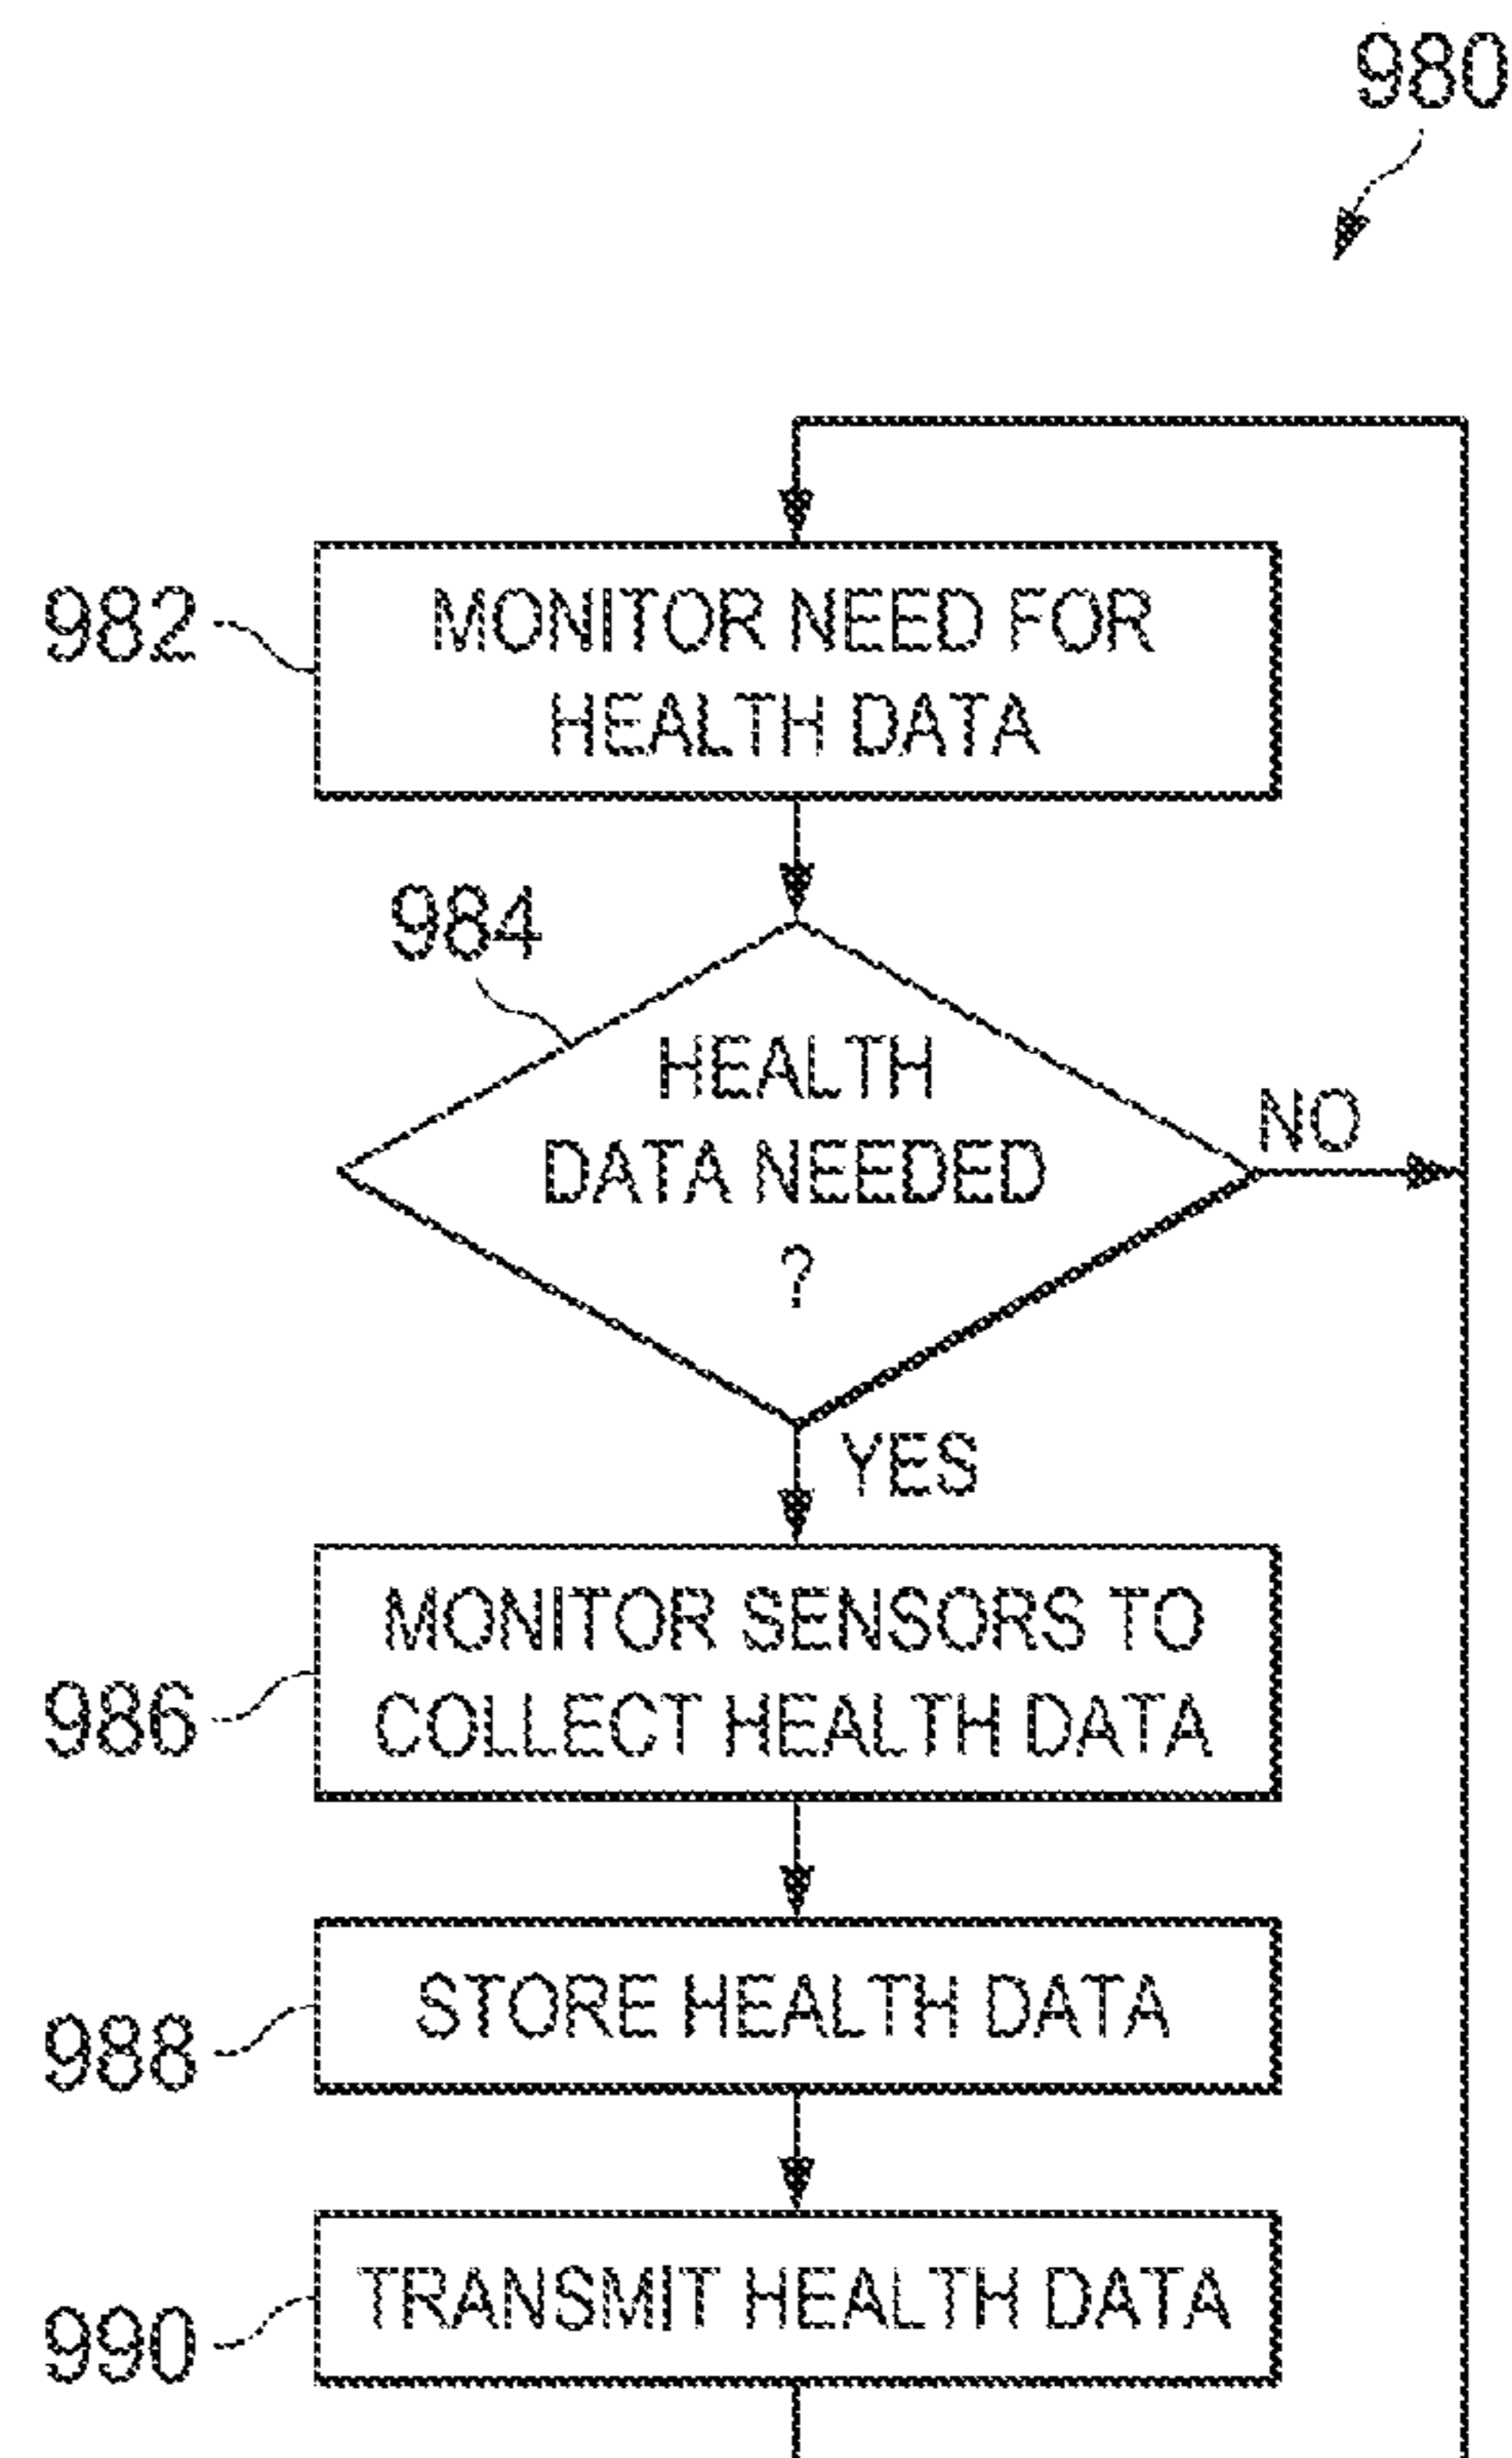 980
982
MONITOR NEED FOR
HEALTH DATA
984
HEALTH
DATA NEEDED
?
NO
YES
986
MONITOR SENSORS TO
COLLECT HEALTH DATA
988
STORE HEALTH DATA
990
TRANSMIT HEALTH DATA